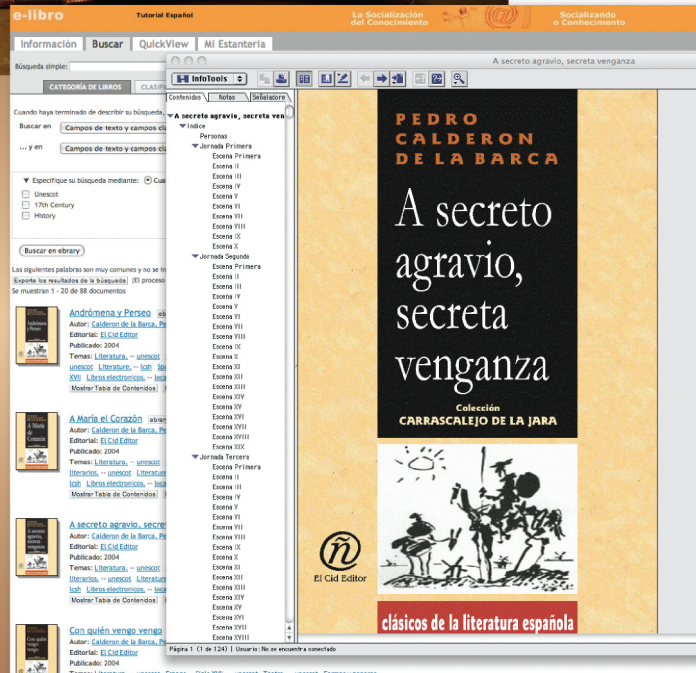 e-libro
Tutorial Español
La Socialización
del Conocimiento
Socializando
o Conhecimento
Información
Buscar
QuickView
Mi Estantería
Búsqueda simple:
CATEGORÍA DE LIBROS
Cuando haya terminado de describir su búsqueda,
Buscar en
Campos de texto y campos
... y en
Campos de texto y campos
Especifique su búsqueda mediante:
Unescot
17th Century
History
Buscar en ebrary
Las siguientes palabras son muy comunes y no se
Exporte los resultados de la búsqueda
(El proceso
Se muestran 1 - 20 de 88 documentos
Andrómena y Perseo
Autor: Calderon de la Barca, Pe
Editorial: El Cid Editor
Publicado: 2004
Temas: Literatura. -- unescot
unescot Literature. -- lcsh
XVII Libros electronicos. -- loca
Mostrar Tabla de Contenidos
A María el Corazón
Autor: Calderon de la Barca, Pe
Editorial: El Cid Editor
Publicado: 2004
Temas: Literatura. -- unescot
literarios. -- unescot Literature
lcsh Libros electronicos. -- loca
Mostrar Tabla de Contenidos
A secreto agravio, secre
Autor: Calderon de la Barca, Pe
Editorial: El Cid Editor
Publicado: 2004
Temas: Literatura. -- unescot
literarios. -- unescot Literature
lcsh Libros electronicos. -- loca
Mostrar Tabla de Contenidos
Con quién vengo vengo
Autor: Calderon de la Barca, Pe
Editorial: El Cid Editor
Publicado: 2004
A secreto agravio, secreta venganza
InfoTools
Contenidos
Notas
Señaladore
A secreto agravio, secreta ven
Indice
Personas
Jornada Primera
Escena Primera
Escena II
Escena III
Escena IV
Escena V
Escena VI
Escena VII
Escena VIII
Escena IX
Escena X
Jornada Segunda
Escena Primera
Escena II
Escena III
Escena IV
Escena V
Escena VI
Escena VII
Escena VIII
Escena IX
Escena X
Escena XI
Escena XII
Escena XIII
Escena XIV
Escena XV
Escena XVI
Escena XVII
Escena XVIII
Escena XIX
Jornada Tercera
Escena Primera
Escena II
Escena III
Escena IV
Escena V
Escena VI
Escena VII
Escena VIII
Escena IX
Escena X
Escena XI
Escena XII
Escena XIII
Escena XIV
Escena XV
Escena XVI
Escena XVII
Escena XVIII
Página 1 (1 de 124) | Usuario: No se encuentra conectado
PEDRO
CALDERON
DE LA BARCA
A secreto
agravio,
secreta
venganza
Colección
CARRASCALEJO DE LA JARA
ñ
El Cid Editor
clásicos de la literatura española